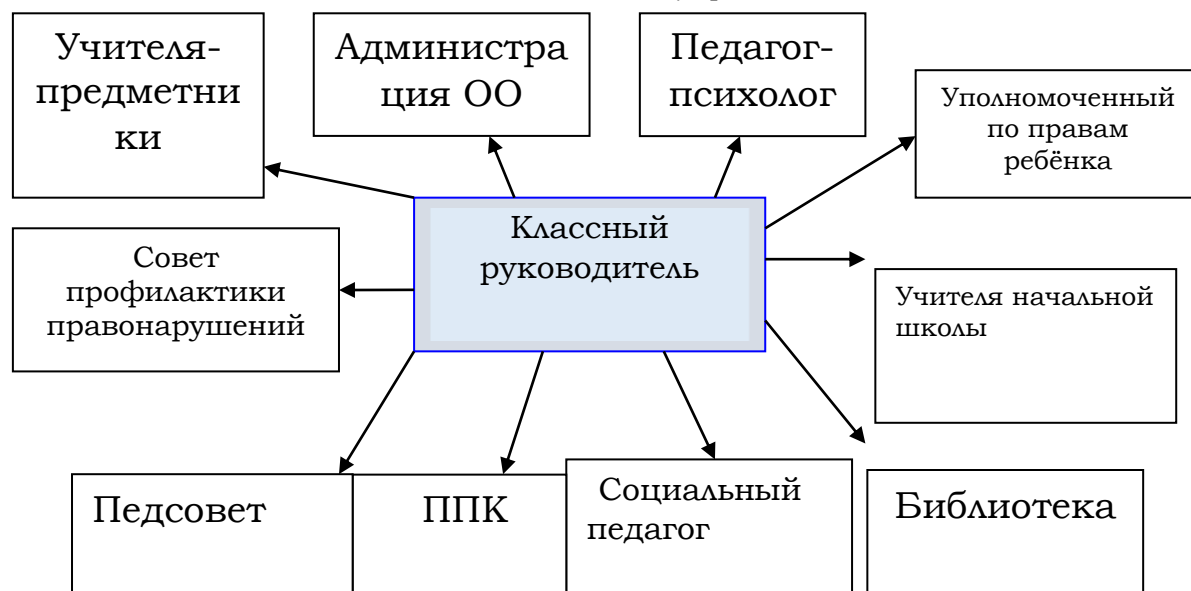 Учителя-
предметни
ки
Администра
ция ОО
Педагог-
психолог
Уполномоченный
по правам
ребёнка
Классный
руководитель
Совет
профилактики
правонарушений
Учителя начальной
школы
Педсовет
ППК
Социальный
педагог
Библиотека